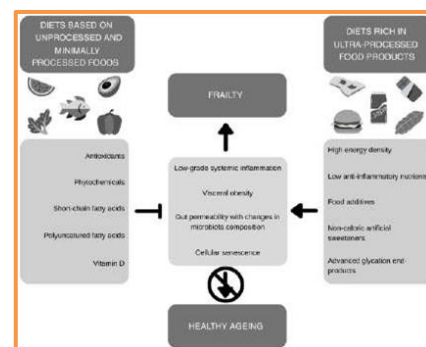 DIETS BASED ON
UNPROCESSED AND
MINIMALLY
PROCESSED FOODS
Antioxidants
Phytochemicals
Short-chain fatty acids
Polyunsatured fatty acids
Vitamin D
FRAILTY
Low-grade systemic inflammation
Visceral obesity
Gut permeability with changes in
microbiota composition
Cellular senescence
HEALTHY AGEING
DIETS RICH IN
ULTRA-PROCESSED
FOOD PRODUCTS
High energy density
Low anti-inflammatory nutrients
Food additives
Non-caloric artificial
sweeteners
Advanced glycation end-
products